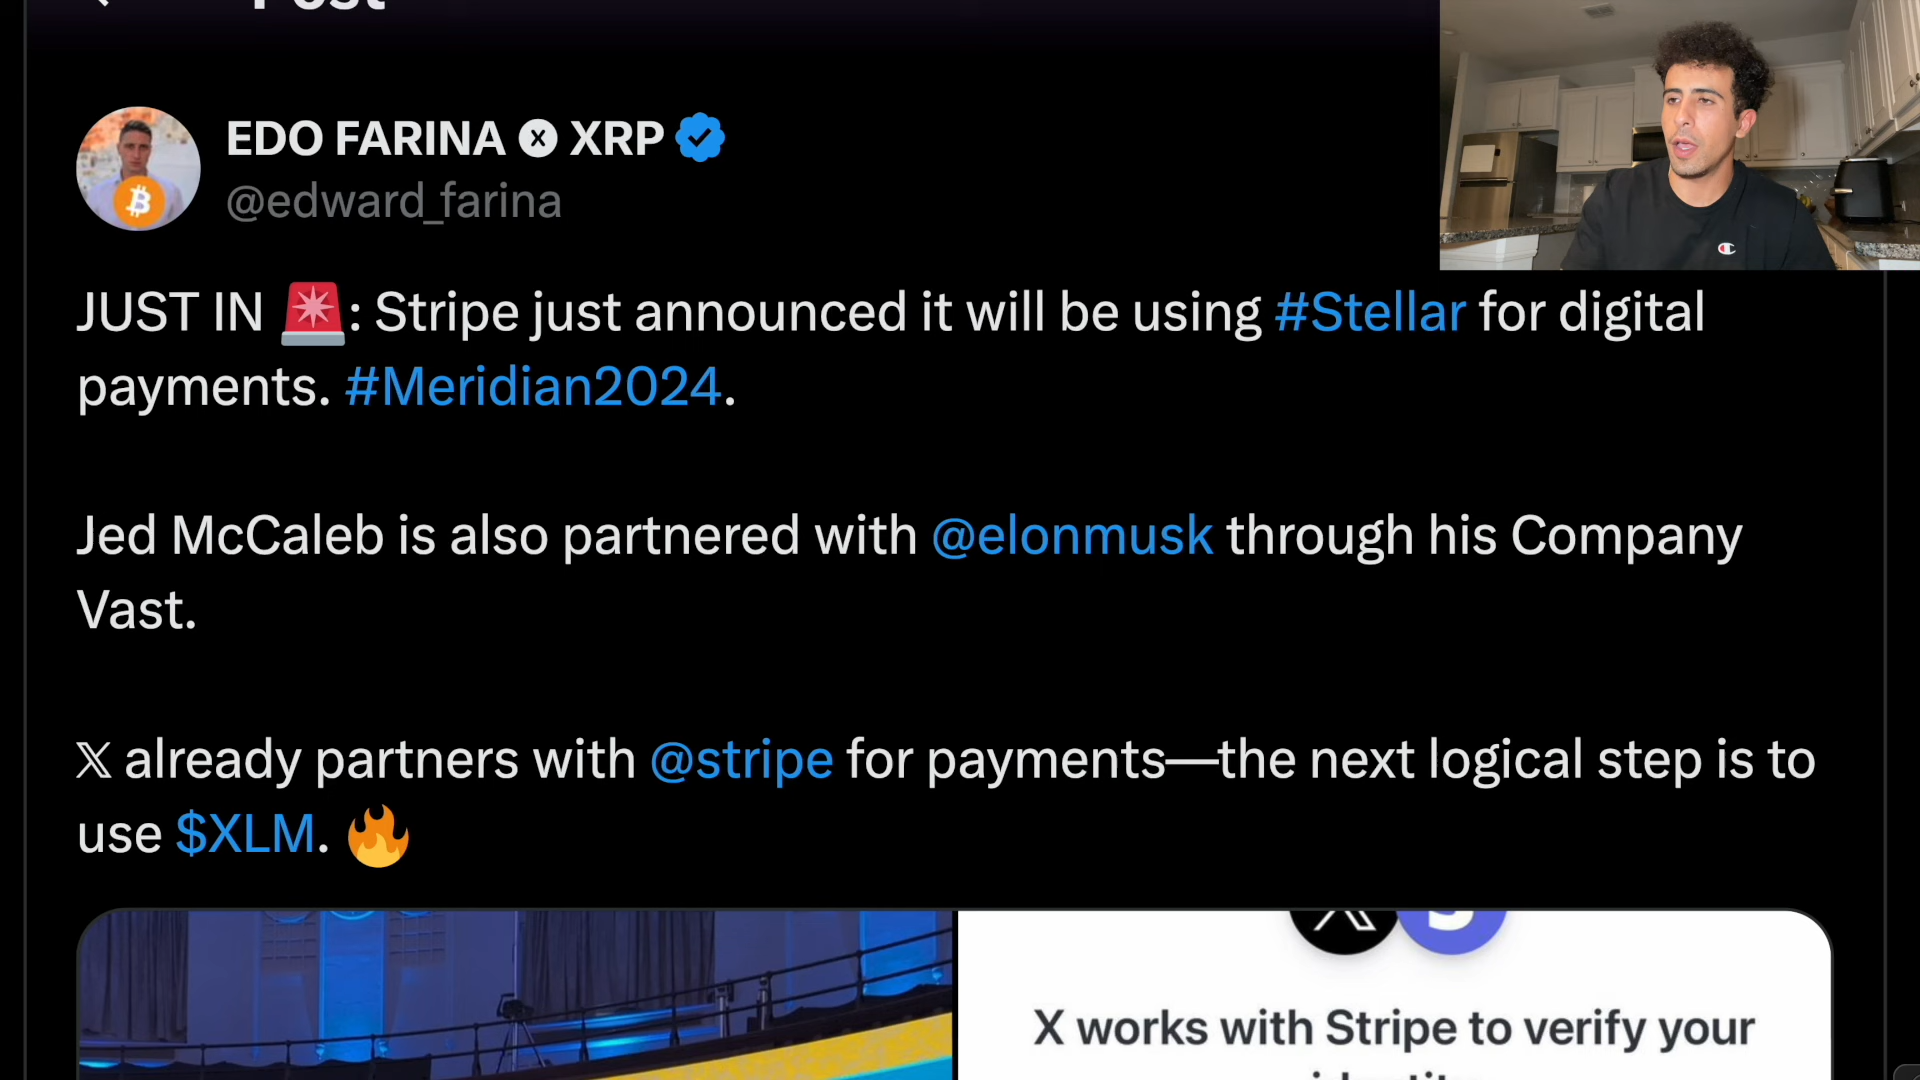 Post
EDO FARINA ⓧ XRP
@edward_farina
JUST IN 🚨: Stripe just announced it will be using #Stellar for digital
payments. #Meridian2024.
Jed McCaleb is also partnered with @elonmusk through his Company
Vast.
𝕏 already partners with @stripe for payments—the next logical step is to
use $XLM. 🔥
X works with Stripe to verify your
identity